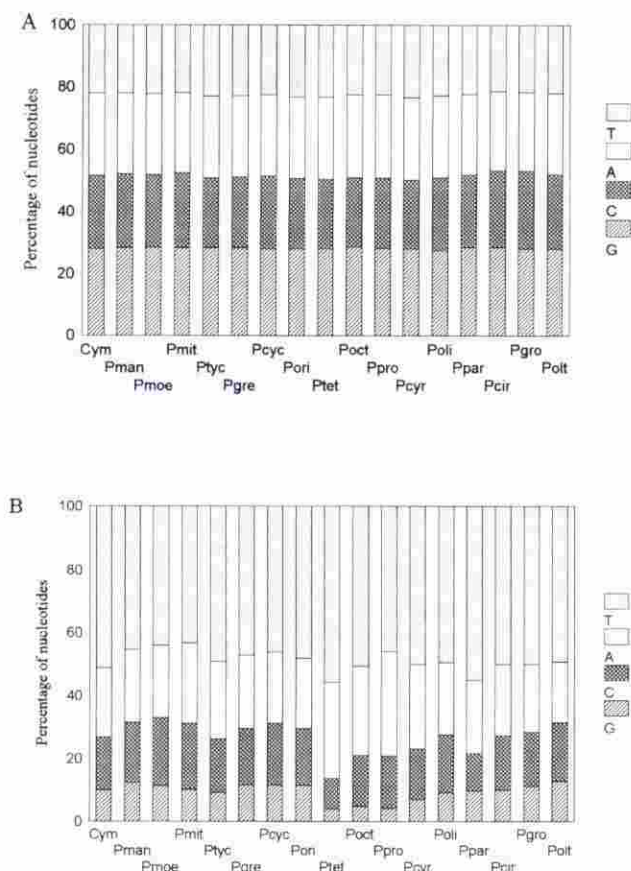 A
100
80
60
40
20
0
Percentage of nucleotides
Cym Pmit Pcyc Poct Poli Pgro
Pman Ptyc Pori Ppro Ppar Polt
Pmoe Pgre Ptet Pcyr Pcir
T
A
C
G
B
100
80
60
40
20
0
Percentage of nucleotides
Cym Pmit Pcyc Poct Poli Pgro
Pman Ptyc Pori Ppro Ppar Polt
Pmoe Pgre Ptet Pcyr Pcir
T
A
C
G